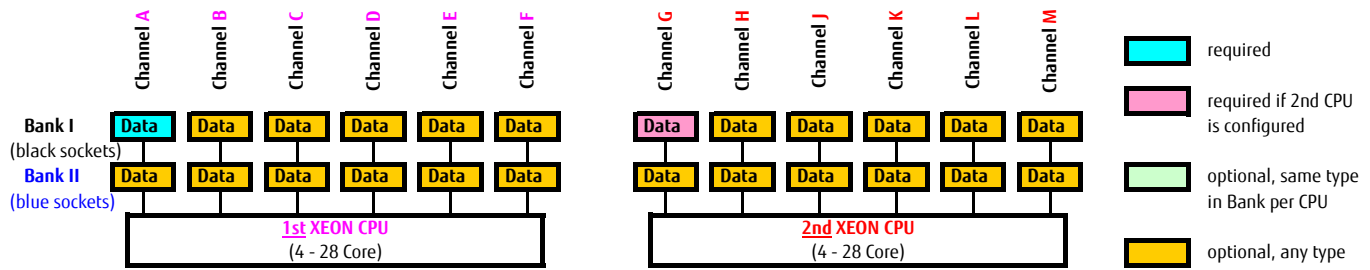 Channel A
Channel B
Channel C
Channel D
Channel E
Channel F
Channel G
Channel H
Channel J
Channel K
Channel L
Channel M
Bank I
(black sockets)
Data Data Data Data Data Data
Data Data Data Data Data Data
Bank II
(blue sockets)
Data Data Data Data Data Data
Data Data Data Data Data Data
1st XEON CPU
(4 - 28 Core)
2nd XEON CPU
(4 - 28 Core)
required
required if 2nd CPU
is configured
optional, same type
in Bank per CPU
optional, any type